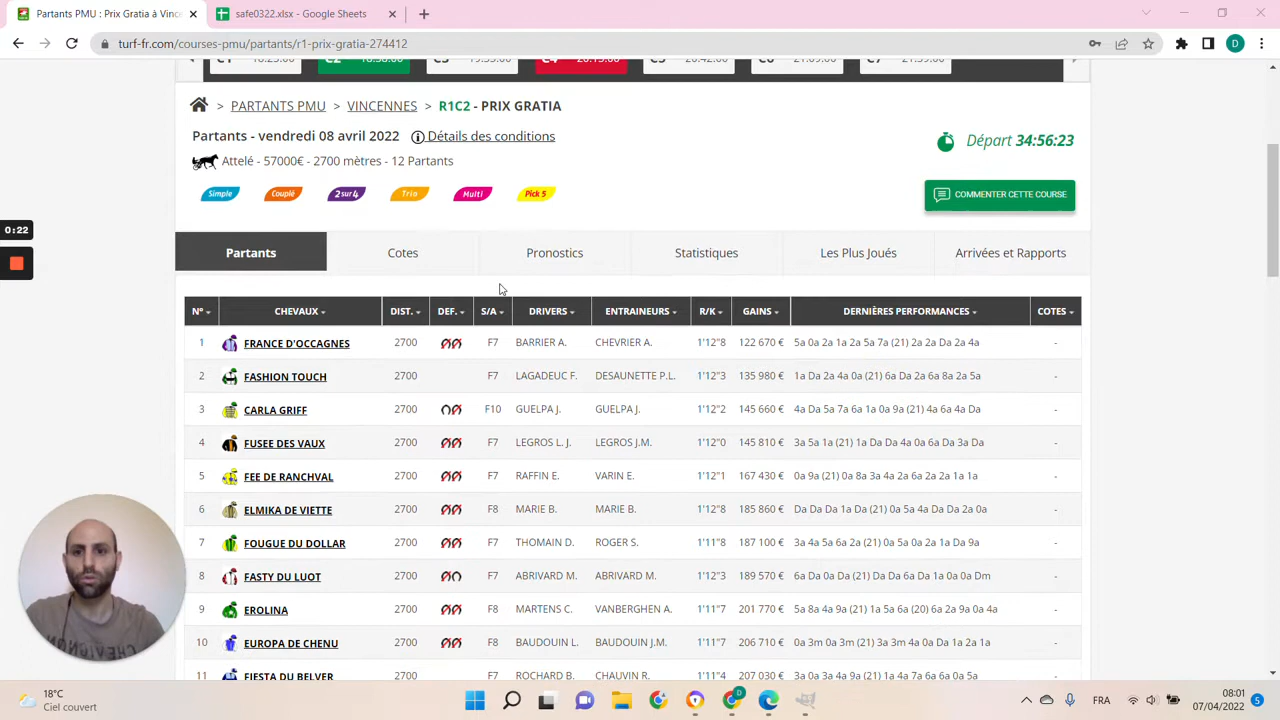 Partants PMU : Prix Gratia à Vince
safe0322.xlsx - Google Sheets
turf-fr.com/courses-pmu/partants/r1-prix-gratia-274412
D
> PARTANTS PMU > VINCENNES > R1C2 - PRIX GRATIA
Partants - vendredi 08 avril 2022 Détails des conditions
Départ 34:56:23
Attelé - 57000€ - 2700 mètres - 12 Partants
Simple Couplé 2sur4 Trio Multi Pick 5
COMMENTER CETTE COURSE
0:22
Partants Cotes Pronostics Statistiques Les Plus Joués Arrivées et Rapports
N° CHEVAUX DIST. DEF. S/A DRIVERS ENTRAINEURS R/K GAINS DERNIÈRES PERFORMANCES COTES
1 FRANCE D'OCCAGNES 2700 F7 BARRIER A. CHEVRIER A. 1'12"8 122 670 € 5a 0a 2a 1a 2a 5a 7a (21) 2a 2a Da 2a 4a -
2 FASHION TOUCH 2700 F7 LAGADEUC F. DESAUNETTE P.L. 1'12"3 135 980 € 1a Da 2a 4a 0a (21) 6a Da 2a 6a 8a 2a 5a -
3 CARLA GRIFF 2700 F10 GUELPA J. GUELPA J. 1'12"2 145 660 € 4a Da 5a 7a 6a 1a 0a 9a (21) 4a 6a 4a Da -
4 FUSEE DES VAUX 2700 F7 LEGROS L. J. LEGROS J.M. 1'12"0 145 810 € 3a 5a 1a (21) 1a Da Da 4a 0a 6a Da 3a Da -
5 FEE DE RANCHVAL 2700 F7 RAFFIN E. VARIN E. 1'12"1 167 430 € 0a 9a (21) 0a 8a 3a 4a 2a 6a 2a 2a 1a 1a -
6 ELMIKA DE VIETTE 2700 F8 MARIE B. MARIE B. 1'12"8 185 860 € Da Da Da 1a Da (21) 0a 5a 4a Da Da 2a 0a -
7 FOUGUE DU DOLLAR 2700 F7 THOMAIN D. ROGER S. 1'11"8 187 100 € 3a 4a 5a 6a 2a (21) 0a 5a 0a 2a 1a Da 9a -
8 FASTY DU LUOT 2700 F7 ABRIVARD M. ABRIVARD M. 1'12"3 189 570 € 6a Da 0a Da (21) Da Da 6a Da 1a 0a 0a Dm -
9 EROLINA 2700 F8 MARTENS C. VANBERGHEN A. 1'11"7 201 770 € 5a 8a 4a 9a (21) 1a 5a 6a (20) 6a 2a 9a 0a 4a -
10 EUROPA DE CHENU 2700 F8 BAUDOUIN L. BAUDOUIN J.M. 1'11"7 206 710 € 0a 3m 0a 3m (21) 3a 3m 4a 0a Da 1a 2a 1a -
11 FIESTA DU BELVER 2700 F7 ROCHARD B. CHAUVIN R. 1'11"4 207 380 €
18°C
Ciel couvert
FRA
08:01
07/04/2022
5